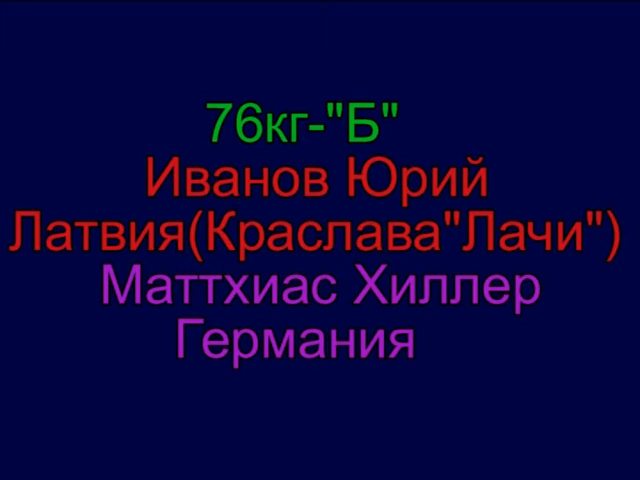 76кг-"Б"
Иванов Юрий
Латвия(Краслава"Лачи")
Маттхиас Хиллер
Германия